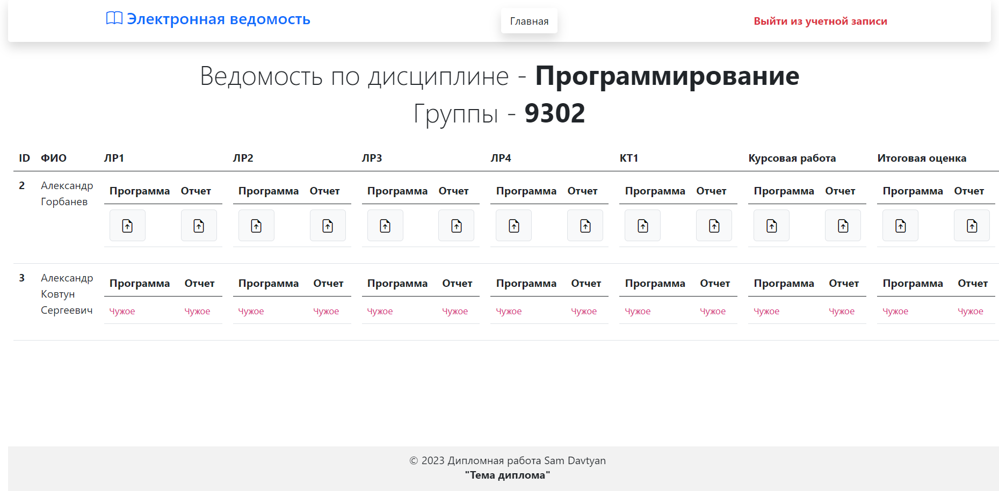 Электронная ведомость
Главная
Выйти из учетной записи
Ведомость по дисциплине - Программирование
Группы - 9302
ID ФИО ЛР1 ЛР2 ЛР3 ЛР4 КТ1 Курсовая работа Итоговая оценка
2 Александр Горбанев
Программа Отчет Программа Отчет Программа Отчет Программа Отчет Программа Отчет Программа Отчет Программа Отчет
3 Александр Ковтун Сергеевич
Программа Отчет Программа Отчет Программа Отчет Программа Отчет Программа Отчет Программа Отчет Программа Отчет
Чужое Чужое Чужое Чужое Чужое Чужое Чужое Чужое Чужое Чужое Чужое Чужое Чужое Чужое
© 2023 Дипломная работа Sam Davtyan
"Тема диплома"